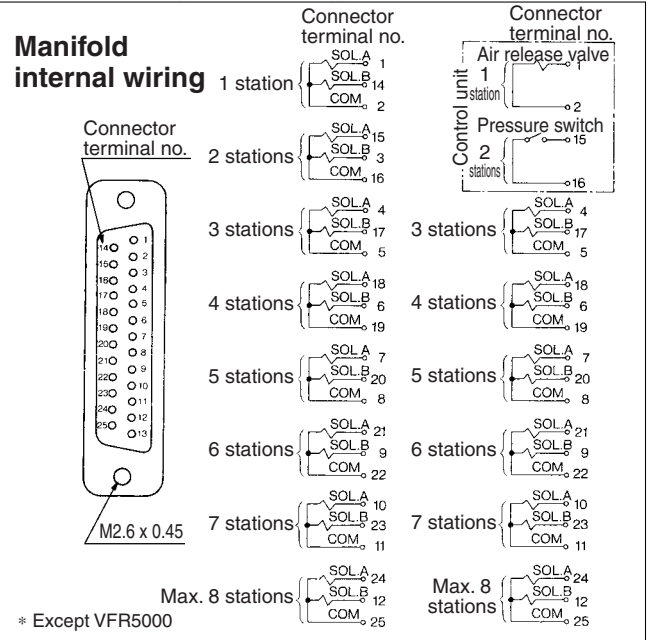 Manifold
internal wiring
Connector
terminal no.
Connector
terminal no.
1 station
SOL.A 1
SOL.B 14
COM 2
2 stations
SOL.A 15
SOL.B 3
COM 16
3 stations
SOL.A 4
SOL.B 17
COM 5
4 stations
SOL.A 18
SOL.B 6
COM 19
5 stations
SOL.A 7
SOL.B 20
COM 8
6 stations
SOL.A 21
SOL.B 9
COM 22
7 stations
SOL.A 10
SOL.B 23
COM 11
Max. 8 stations
SOL.A 24
SOL.B 12
COM 25
Connector
terminal no.
Control unit
Air release valve
1
station
1
2
Pressure switch
2
stations
15
16
3 stations
SOL.A 4
SOL.B 17
COM 5
4 stations
SOL.A 18
SOL.B 6
COM 19
5 stations
SOL.A 7
SOL.B 20
COM 8
6 stations
SOL.A 21
SOL.B 9
COM 22
7 stations
SOL.A 10
SOL.B 23
COM 11
Max. 8
stations
SOL.A 24
SOL.B 12
COM 25
14 1
15 2
16 3
17 4
18 5
19 6
20 7
21 8
22 9
23 10
24 11
25 12
13
M2.6 x 0.45
* Except VFR5000